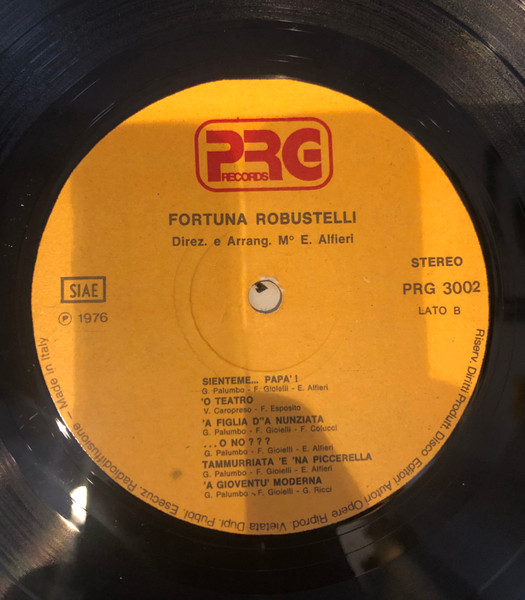 PRG
RECORDS
FORTUNA ROBUSTELLI
Direz. e Arrang. M° E. Alfieri
STEREO
PRG 3002
LATO B
SIAE
℗ 1976
SIENTEME... PAPA'!
G. Palumbo - F. Gioielli - E. Alfieri
'O TEATRO
V. Caropreso - F. Esposito
'A FIGLIA D''A NUNZIATA
G. Palumbo - F. Gioielli - F. Colucci
...O NO???
G. Palumbo - F. Gioielli - E. Alfieri
TAMMURRIATA 'E 'NA PICCERELLA
G. Palumbo - F. Gioielli - E. Alfieri
'A GIOVENTU' MODERNA
G. Palumbo - F. Gioielli - G. Ricci
Riserv. Diritti Produtt. Disco Editori Autori Opere Riprod. Vietata Dupl. Pubbl. Esecuz. Radiodiffusione - Made in Italy